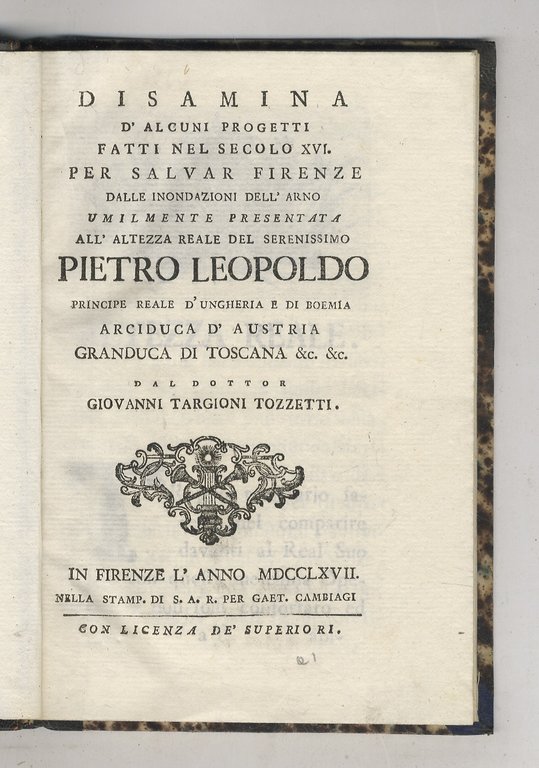 DISAMINA
D' ALCUNI PROGETTI
FATTI NEL SECOLO XVI.
PER SALVAR FIRENZE
DALLE INONDAZIONI DELL' ARNO
UMILMENTE PRESENTATA
ALL' ALTEZZA REALE DEL SERENISSIMO
PIETRO LEOPOLDO
PRINCIPE REALE D' UNGHERIA E DI BOEMIA
ARCIDUCA D' AUSTRIA
GRANDUCA DI TOSCANA &c. &c.
DAL DOTTOR
GIOVANNI TARGIONI TOZZETTI.
IN FIRENZE L' ANNO MDCCLXVII.
NELLA STAMP. DI S. A. R. PER GAET. CAMBIAGI
CON LICENZA DE' SUPERIORI.